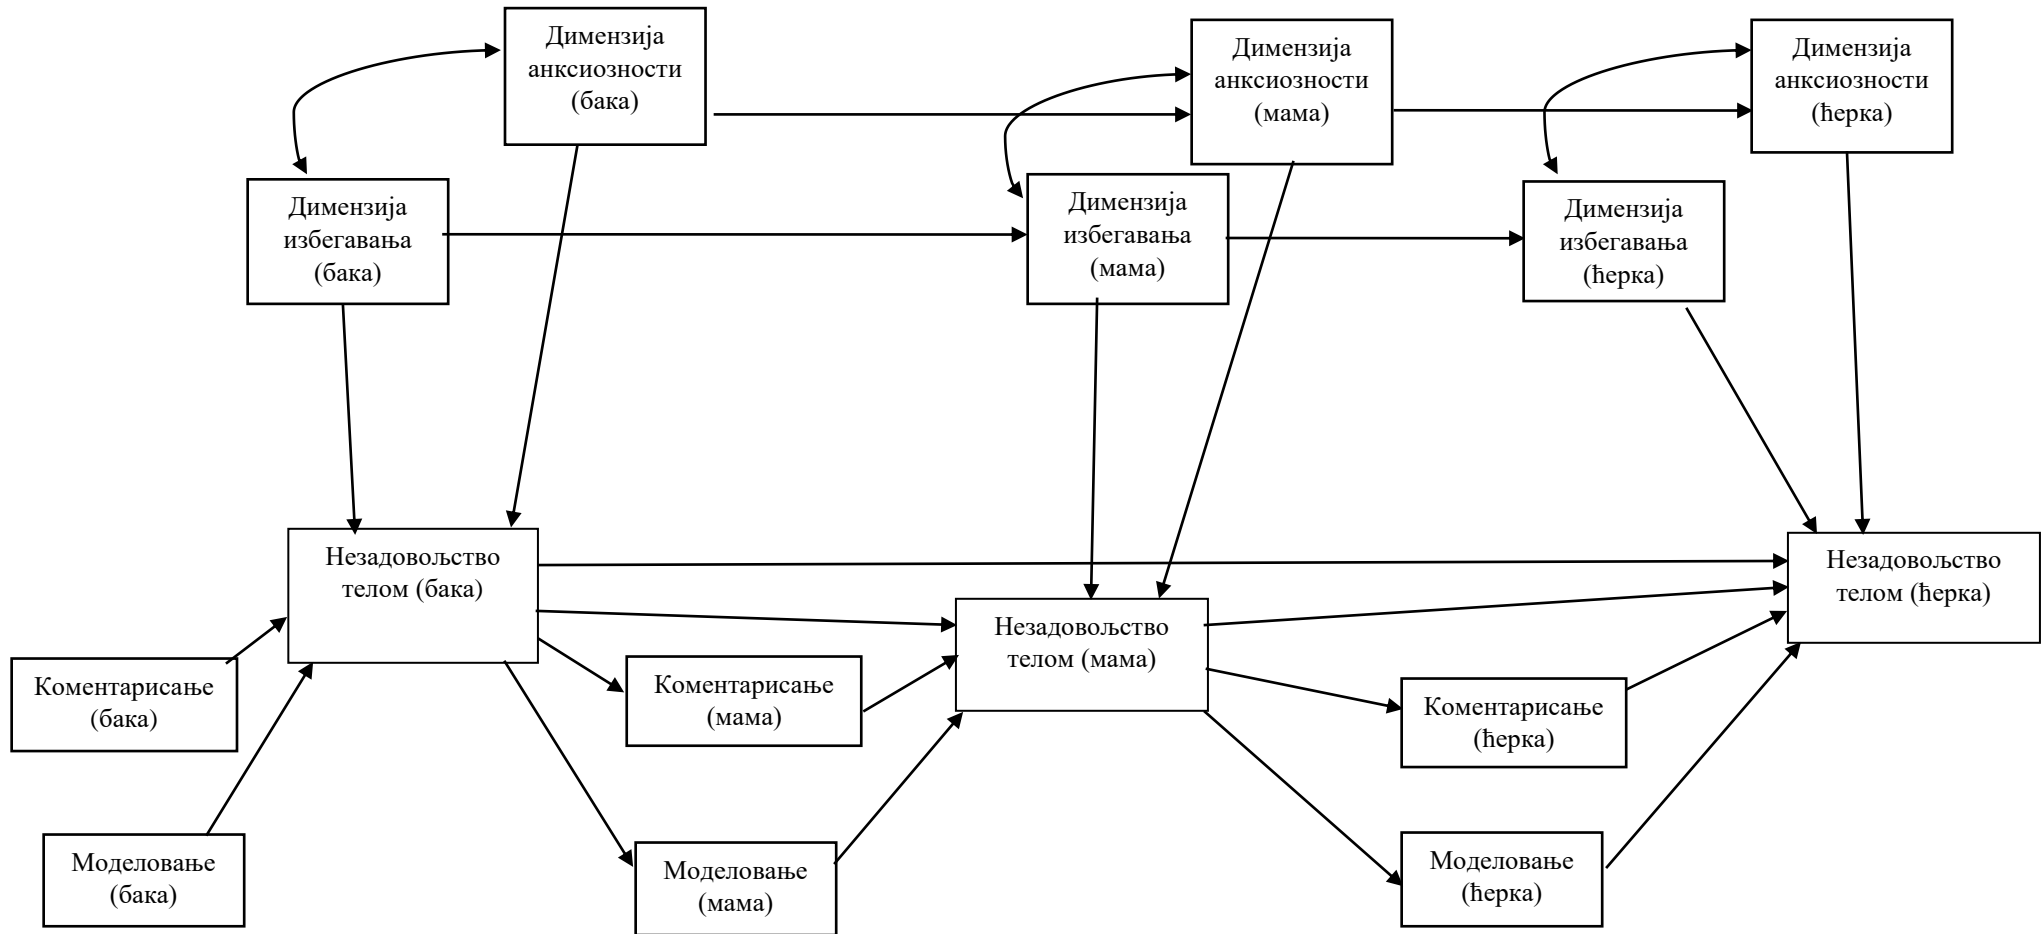 Димензија
анксиозности
(бака)
Димензија
анксиозности
(мама)
Димензија
анксиозности
(ћерка)
Димензија
избегавања
(бака)
Димензија
избегавања
(мама)
Димензија
избегавања
(ћерка)
Незадовољство
телом (бака)
Незадовољство
телом (мама)
Незадовољство
телом (ћерка)
Коментарисање
(бака)
Коментарисање
(мама)
Коментарисање
(ћерка)
Моделовање
(бака)
Моделовање
(мама)
Моделовање
(ћерка)